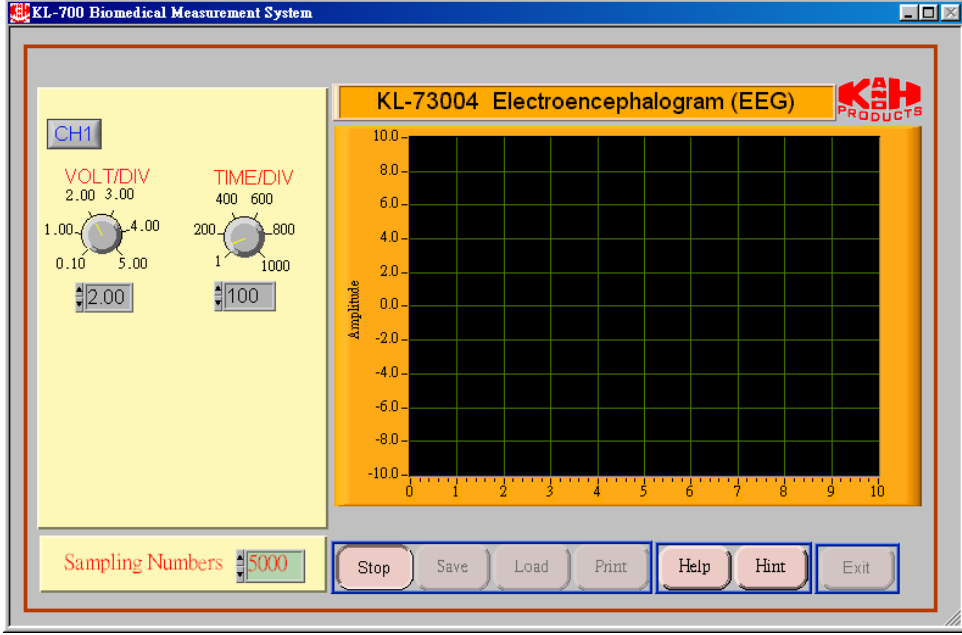 KL-700 Biomedical Measurement System
KL-73004 Electroencephalogram (EEG)
K AND H
PRODUCTS
CH1
VOLT/DIV
2.00 3.00
1.00 4.00
0.10 5.00
2.00
TIME/DIV
400 600
200 800
1 1000
100
Amplitude
10.0
8.0
6.0
4.0
2.0
0.0
-2.0
-4.0
-6.0
-8.0
-10.0
0 1 2 3 4 5 6 7 8 9 10
Sampling Numbers 5000
Stop Save Load Print Help Hint Exit